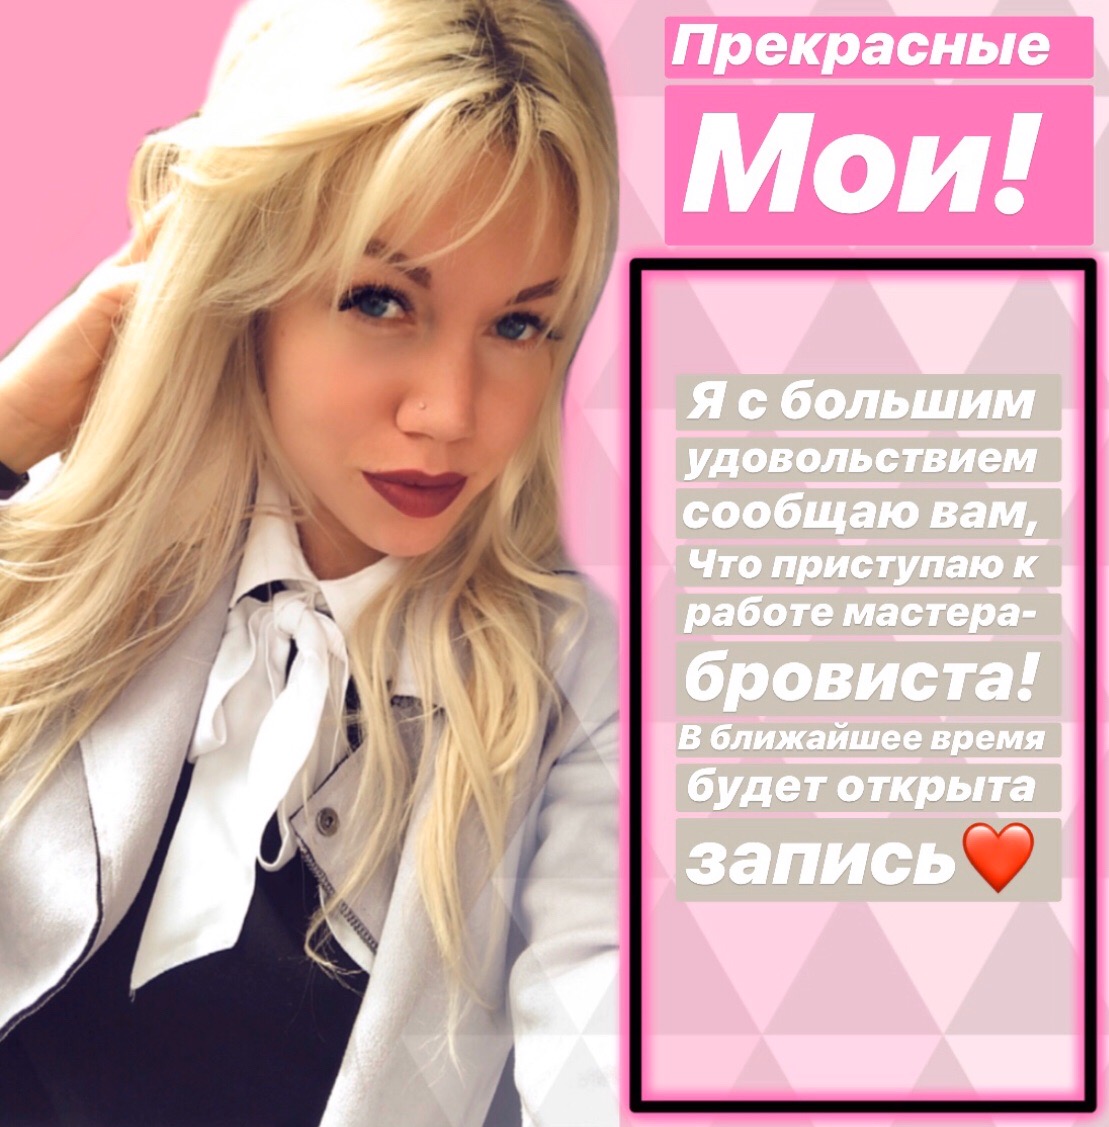 Прекрасные
Мои!
Я с большим
удовольствием
сообщаю вам,
Что приступаю к
работе мастера-
бровиста!
В ближайшее время
будет открыта
запись❤️